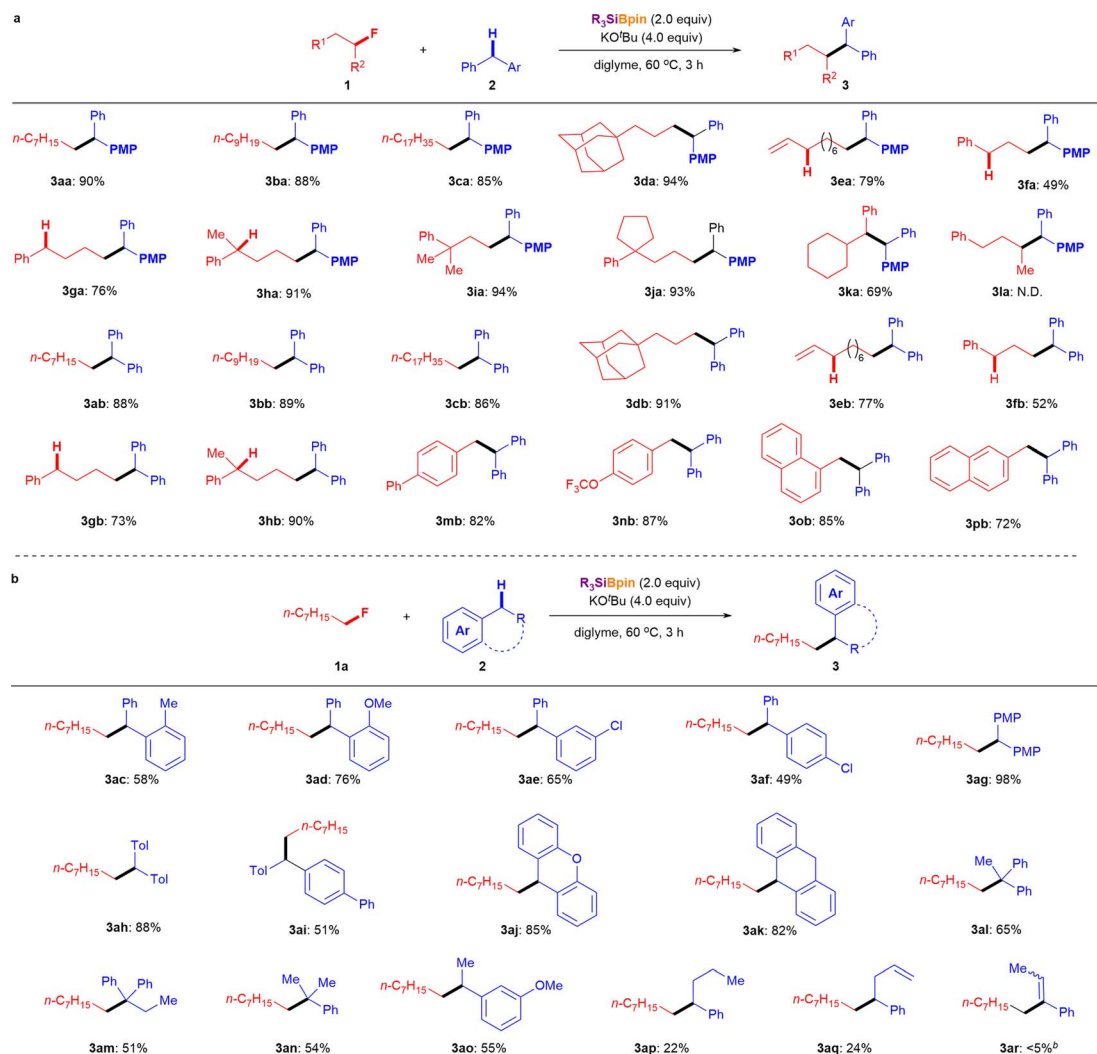 a
R¹ F R² 1 + H Ph Ar 2 R₃SiBpin (2.0 equiv) KOᵗBu (4.0 equiv) diglyme, 60 °C, 3 h R¹ R² Ar Ph 3
n-C₇H₁₅ Ph PMP n-C₉H₁₉ Ph PMP n-C₁₇H₃₅ Ph PMP Ph PMP H ( )₆ Ph PMP Ph H Ph PMP
3aa: 90% 3ba: 88% 3ca: 85% 3da: 94% 3ea: 79% 3fa: 49%
H Ph Ph PMP Me H Ph Ph PMP Ph Me Me Ph PMP Ph Ph PMP Ph Ph PMP Ph Me Ph PMP
3ga: 76% 3ha: 91% 3ia: 94% 3ja: 93% 3ka: 69% 3la: N.D.
n-C₇H₁₅ Ph Ph n-C₉H₁₉ Ph Ph n-C₁₇H₃₅ Ph Ph Ph Ph H ( )₆ Ph Ph Ph H Ph Ph
3ab: 88% 3bb: 89% 3cb: 86% 3db: 91% 3eb: 77% 3fb: 52%
H Ph Ph Ph Me H Ph Ph Ph Ph Ph Ph F₃CO Ph Ph Ph Ph Ph Ph
3gb: 73% 3hb: 90% 3mb: 82% 3nb: 87% 3ob: 85% 3pb: 72%
b
n-C₇H₁₅ F 1a + H Ar R 2 R₃SiBpin (2.0 equiv) KOᵗBu (4.0 equiv) diglyme, 60 °C, 3 h n-C₇H₁₅ Ar R 3
n-C₇H₁₅ Ph Me n-C₇H₁₅ Ph OMe n-C₇H₁₅ Ph Cl n-C₇H₁₅ Ph Cl n-C₇H₁₅ PMP PMP
3ac: 58% 3ad: 76% 3ae: 65% 3af: 49% 3ag: 98%
n-C₇H₁₅ Tol Tol n-C₇H₁₅ Tol Ph n-C₇H₁₅ O n-C₇H₁₅ n-C₇H₁₅ Me Ph Ph
3ah: 88% 3ai: 51% 3aj: 85% 3ak: 82% 3al: 65%
n-C₇H₁₅ Ph Ph Me n-C₇H₁₅ Me Me Ph n-C₇H₁₅ Me OMe n-C₇H₁₅ Me Ph n-C₇H₁₅ Ph n-C₇H₁₅ Me Ph
3am: 51% 3an: 54% 3ao: 55% 3ap: 22% 3aq: 24% 3ar: <5%ᵇ